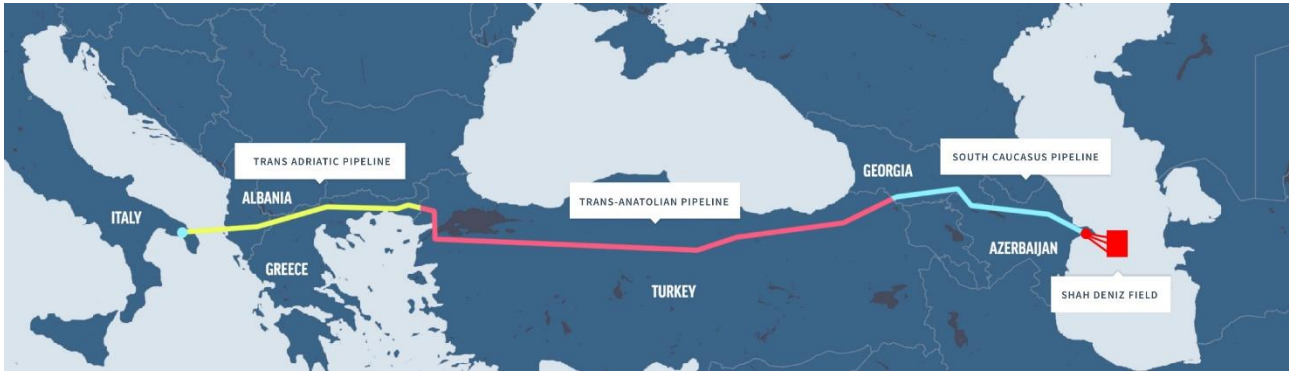 TRANS ADRIATIC PIPELINE
SOUTH CAUCASUS PIPELINE
GEORGIA
ALBANIA
TRANS-ANATOLIAN PIPELINE
ITALY
AZERBAIJAN
GREECE
TURKEY
SHAH DENIZ FIELD